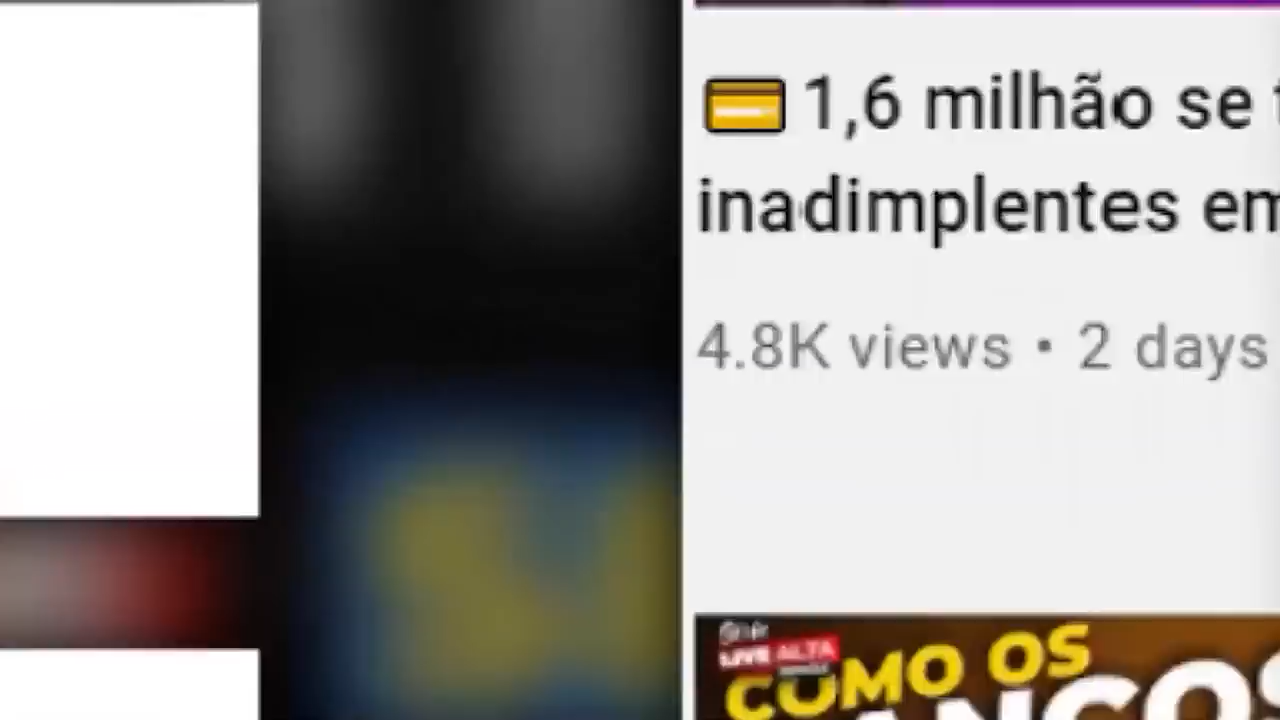 1,6 milhão se
inadimplentes em
4.8K views • 2 days
LIVE ALTA
COMO OS